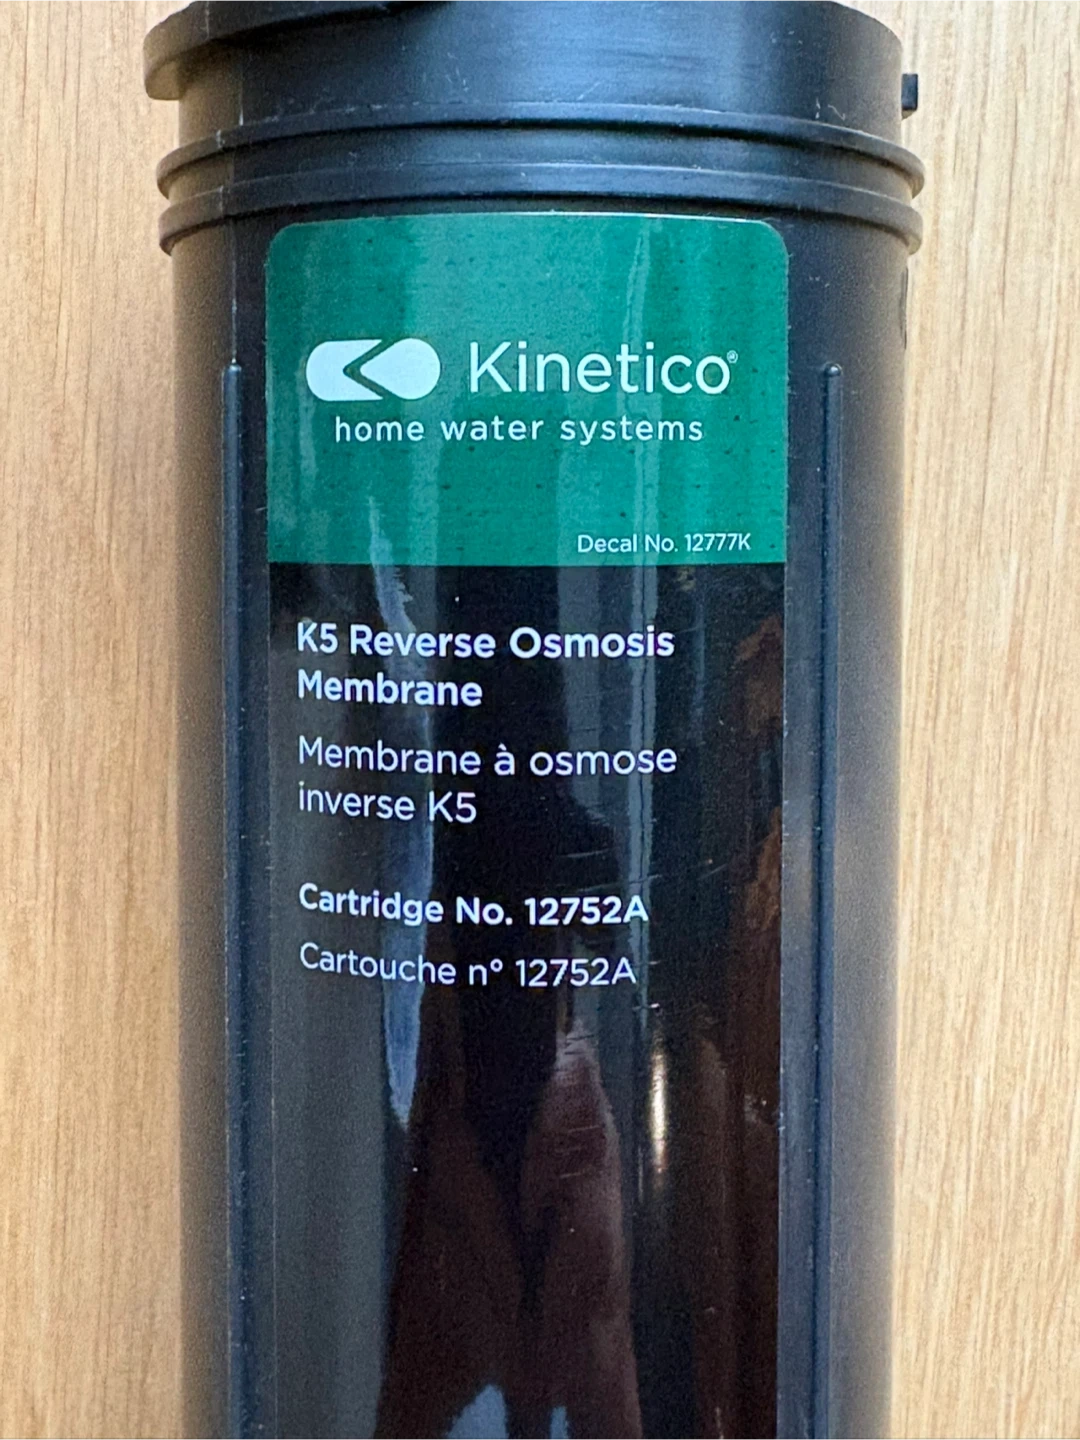 Kinetico®
home water systems
Decal No. 12777K
K5 Reverse Osmosis
Membrane
Membrane à osmose
inverse K5
Cartridge No. 12752A
Cartouche n° 12752A